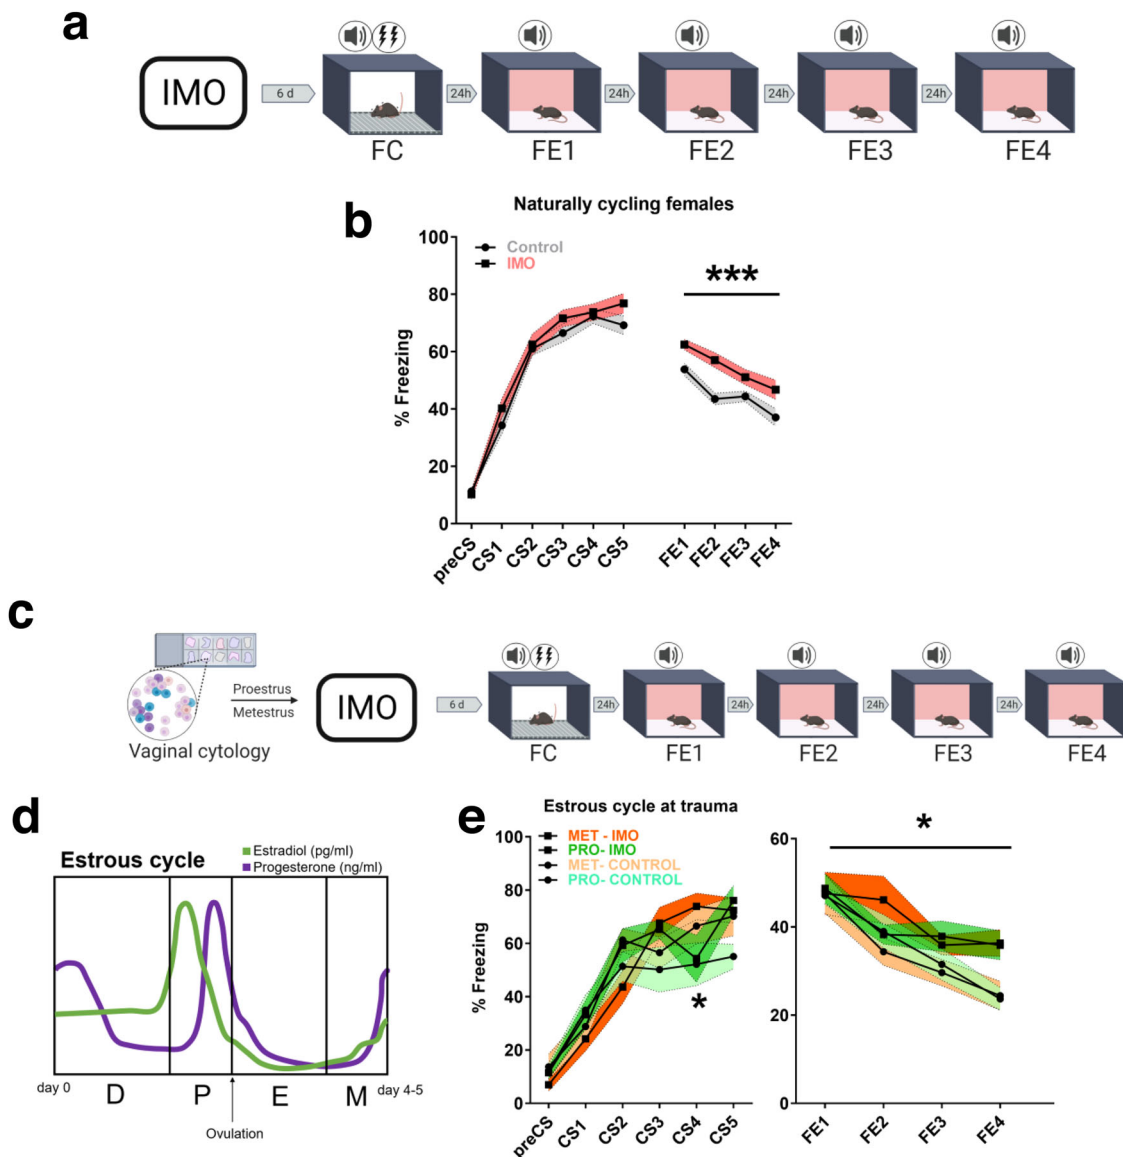 a
IMO
6 d
24h
24h
24h
24h
FC
FE1
FE2
FE3
FE4
b
Naturally cycling females
Control
IMO
***
% Freezing
100
80
60
40
20
0
preCS
CS1
CS2
CS3
CS4
CS5
FE1
FE2
FE3
FE4
c
Proestrus
Metestrus
Vaginal cytology
IMO
6 d
24h
24h
24h
24h
FC
FE1
FE2
FE3
FE4
d
Estrous cycle
Estradiol (pg/ml)
Progesterone (ng/ml)
day 0
D
P
E
M
day 4-5
Ovulation
e
Estrous cycle at trauma
MET - IMO
PRO- IMO
MET- CONTROL
PRO- CONTROL
% Freezing
100
80
60
40
20
0
*
preCS
CS1
CS2
CS3
CS4
CS5
60
40
20
0
*
FE1
FE2
FE3
FE4